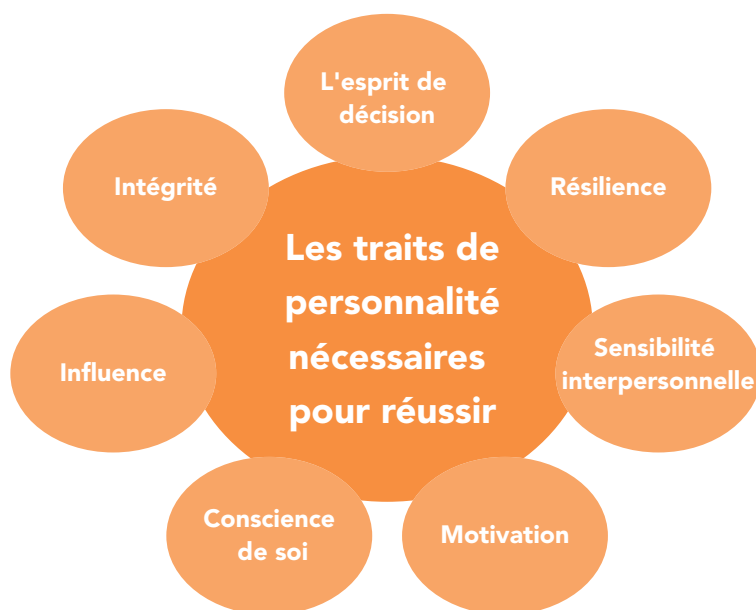 L'esprit de
décision
Intégrité
Résilience
Les traits de
personnalité
nécessaires
pour réussir
Influence
Sensibilité
interpersonnelle
Conscience
de soi
Motivation